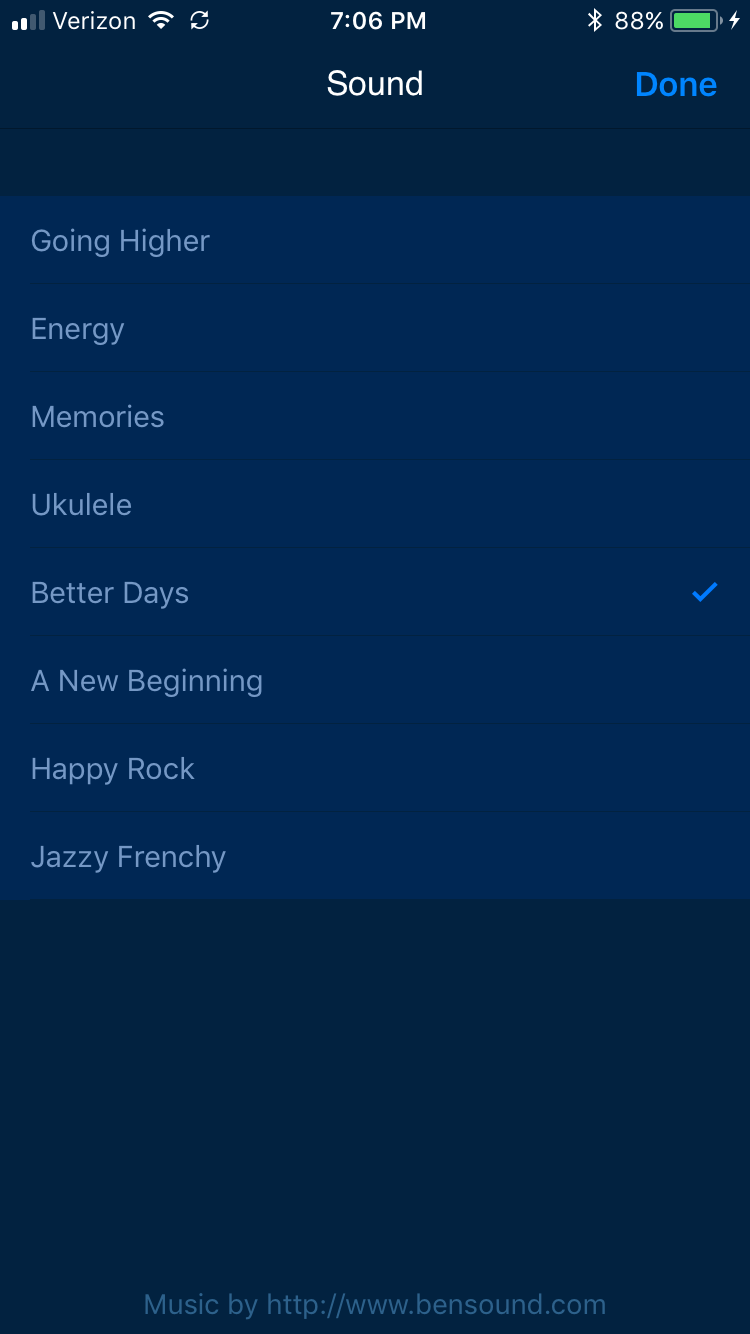 Verizon 7:06 PM 88%
Sound Done
Going Higher
Energy
Memories
Ukulele
Better Days
A New Beginning
Happy Rock
Jazzy Frenchy
Music by http://www.bensound.com